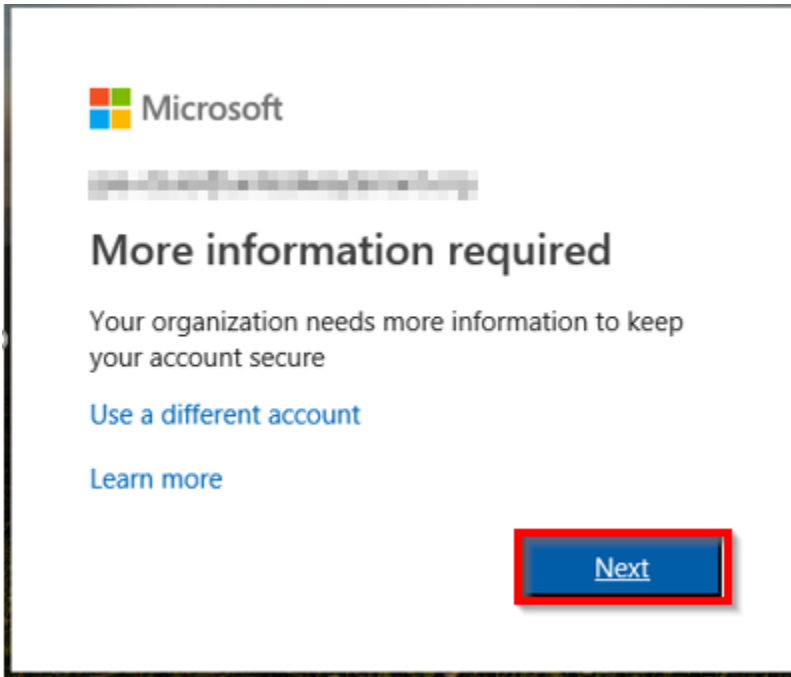 Microsoft
More information required
Your organization needs more information to keep
your account secure
Use a different account
Learn more
Next